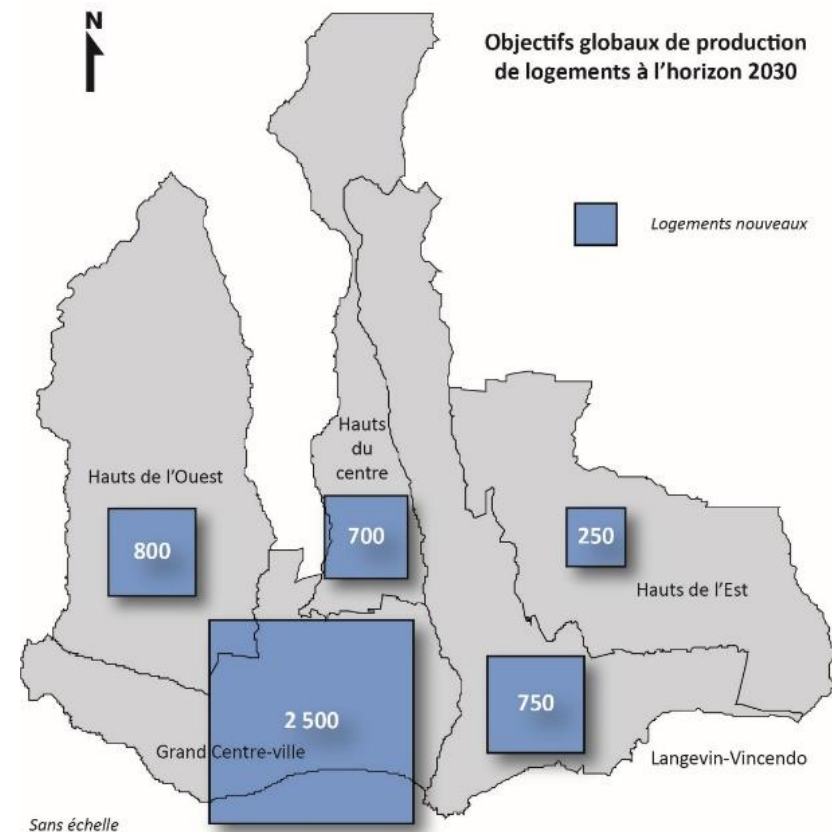 N
Objectifs globaux de production
de logements à l'horizon 2030
Logements nouveaux
Hauts
du
centre
Hauts de l'Ouest
800
700
250
Hauts de l'Est
2 500
750
Grand Centre-ville
Langevin-Vincendo
Sans échelle